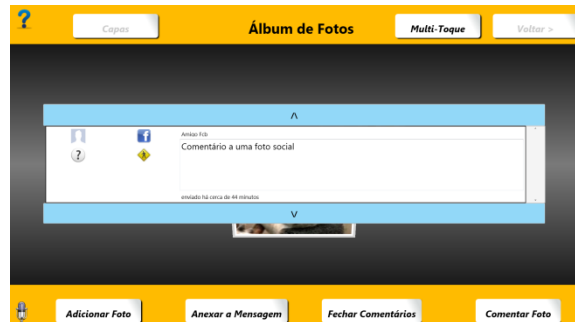 ?
Capas
Álbum de Fotos
Multi-Toque
Voltar >
˄
f
Amigo Fcb
?
Comentário a uma foto social
enviado há cerca de 44 minutos
˅
Adicionar Foto
Anexar a Mensagem
Fechar Comentários
Comentar Foto